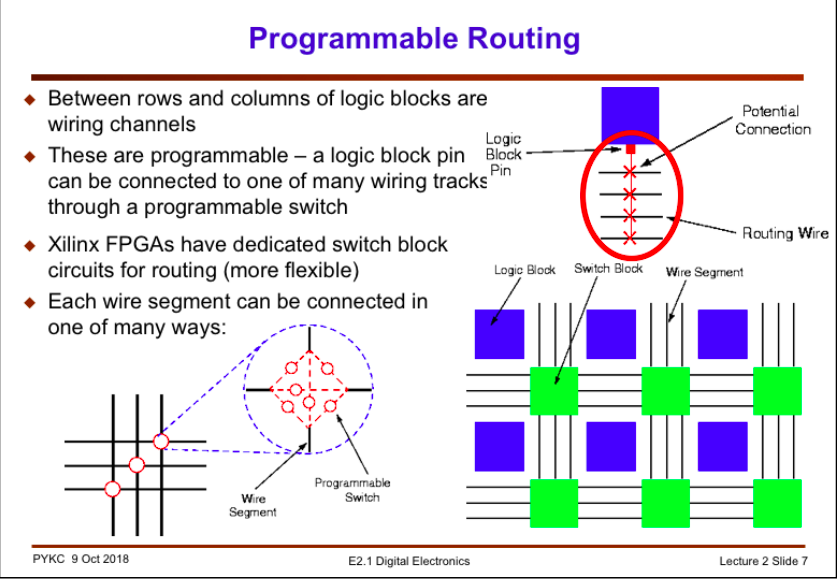 Programmable Routing
◆ Between rows and columns of logic blocks are
wiring channels
◆ These are programmable – a logic block pin
can be connected to one of many wiring tracks
through a programmable switch
◆ Xilinx FPGAs have dedicated switch block
circuits for routing (more flexible)
◆ Each wire segment can be connected in
one of many ways:
Logic
Block
Pin
Potential
Connection
Routing Wire
Logic Block
Switch Block
Wire Segment
Wire
Segment
Programmable
Switch
PYKC 9 Oct 2018
E2.1 Digital Electronics
Lecture 2 Slide 7